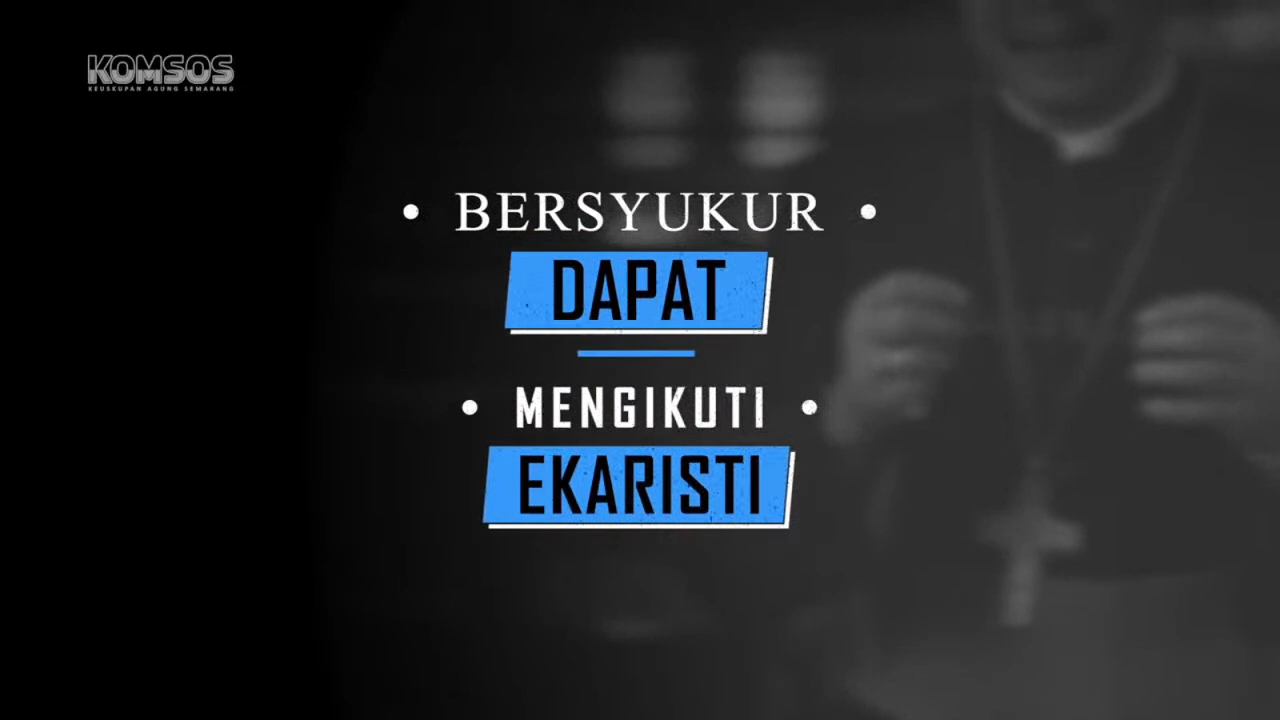 KOMSOS
KEUSKUPAN AGUNG SEMARANG
• BERSYUKUR •
DAPAT
• MENGIKUTI •
EKARISTI